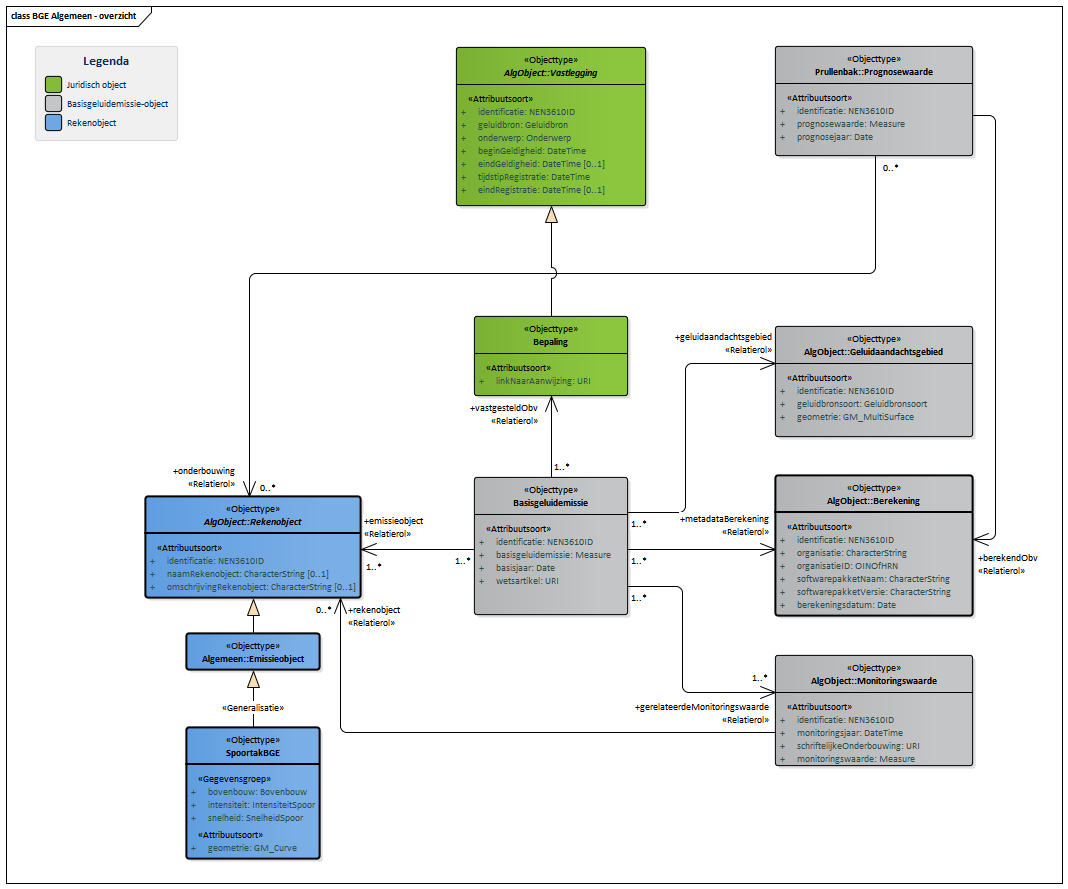 class BGE Algemeen - overzicht
Legenda
Juridisch object
Basisgeluidemissie-object
Rekenobject
«Objecttype»
AlgObject::Vastlegging
«Attribuutsoort»
+ identificatie: NEN3610ID
+ geluidbron: Geluidbron
+ onderwerp: Onderwerp
+ beginGeldigheid: DateTime
+ eindGeldigheid: DateTime [0..1]
+ tijdstipRegistratie: DateTime
+ eindRegistratie: DateTime [0..1]
«Objecttype»
Prullenbak::Prognosewaarde
«Attribuutsoort»
+ identificatie: NEN3610ID
+ prognosewaarde: Measure
+ prognosejaar: Date
0..*
«Objecttype»
Bepaling
«Attribuutsoort»
+ linkNaarAanwijzing: URI
+vastgesteldObv
«Relatierol»
1..*
+geluidaandachtsgebied
«Relatierol»
«Objecttype»
AlgObject::Geluidaandachtsgebied
«Attribuutsoort»
+ identificatie: NEN3610ID
+ geluidbronsoort: Geluidbronsoort
+ geometrie: GM_MultiSurface
+onderbouwing
«Relatierol»
0..*
«Objecttype»
AlgObject::Rekenobject
«Attribuutsoort»
+ identificatie: NEN3610ID
+ naamRekenobject: CharacterString [0..1]
+ omschrijvingRekenobject: CharacterString [0..1]
+emissieobject
«Relatierol»
1..*
1..*
«Objecttype»
Basisgeluidemissie
«Attribuutsoort»
+ identificatie: NEN3610ID
+ basisgeluidemissie: Measure
+ basisjaar: Date
+ wetsartikel: URI
1..*
+metadataBerekening
«Relatierol»
1..*
1..*
«Objecttype»
AlgObject::Berekening
«Attribuutsoort»
+ identificatie: NEN3610ID
+ organisatie: CharacterString
+ organisatieID: OINOfHRN
+ softwarepakketNaam: CharacterString
+ softwarepakketVersie: CharacterString
+ berekeningsdatum: Date
+berekendObv
«Relatierol»
0..*
+rekenobject
«Relatierol»
«Objecttype»
Algemeen::Emissieobject
«Generalisatie»
«Objecttype»
SpoortakBGE
«Gegevensgroep»
+ bovenbouw: Bovenbouw
+ intensiteit: IntensiteitSpoor
+ snelheid: SnelheidSpoor
«Attribuutsoort»
+ geometrie: GM_Curve
1..*
+gerelateerdeMonitoringswaarde
«Relatierol»
«Objecttype»
AlgObject::Monitoringswaarde
«Attribuutsoort»
+ identificatie: NEN3610ID
+ monitoringsjaar: DateTime
+ schriftelijkeOnderbouwing: URI
+ monitoringswaarde: Measure